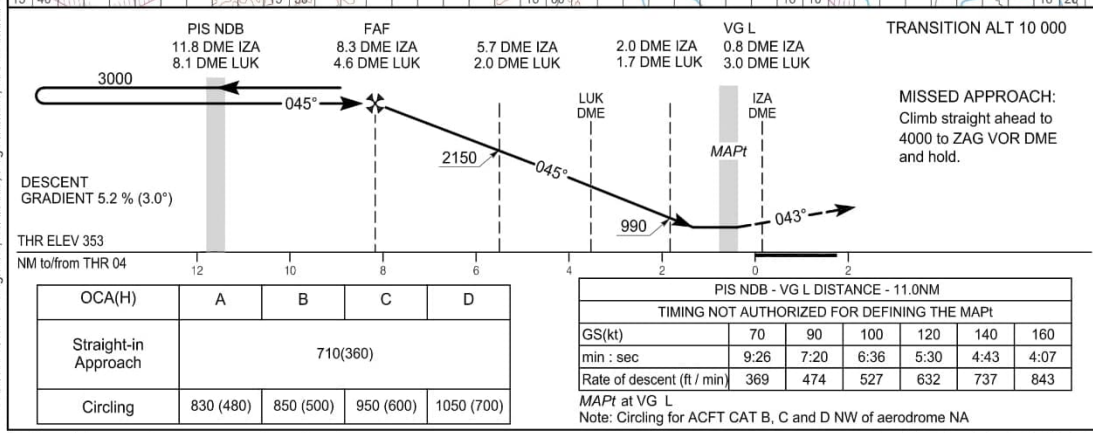 PIS NDB
11.8 DME IZA
8.1 DME LUK
FAF
8.3 DME IZA
4.6 DME LUK
5.7 DME IZA
2.0 DME LUK
2.0 DME IZA
1.7 DME LUK
VG L
0.8 DME IZA
3.0 DME LUK
TRANSITION ALT 10 000
3000
045°
LUK
DME
IZA
DME
MISSED APPROACH:
Climb straight ahead to
4000 to ZAG VOR DME
and hold.
MAPt
2150
045°
DESCENT
GRADIENT 5.2 % (3.0°)
990
043°
THR ELEV 353
NM to/from THR 04
12 10 8 6 4 2 0 2
OCA(H) A B C D
Straight-in
Approach
710(360)
Circling 830 (480) 850 (500) 950 (600) 1050 (700)
PIS NDB - VG L DISTANCE - 11.0NM
TIMING NOT AUTHORIZED FOR DEFINING THE MAPt
GS(kt) 70 90 100 120 140 160
min : sec 9:26 7:20 6:36 5:30 4:43 4:07
Rate of descent (ft / min) 369 474 527 632 737 843
MAPt at VG L
Note: Circling for ACFT CAT B, C and D NW of aerodrome NA